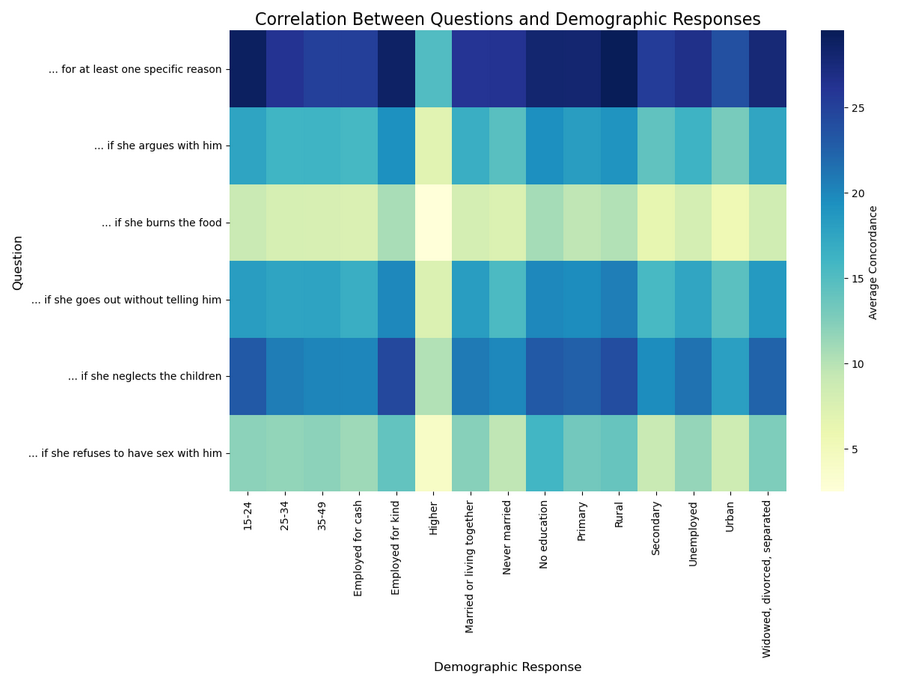 Correlation Between Questions and Demographic Responses
... for at least one specific reason
... if she argues with him
... if she burns the food
... if she goes out without telling him
... if she neglects the children
... if she refuses to have sex with him
Question
15-24
25-34
35-49
Employed for cash
Employed for kind
Higher
Married or living together
Never married
No education
Primary
Rural
Secondary
Unemployed
Urban
Widowed, divorced, separated
Demographic Response
25
20
15
10
5
Average Concordance